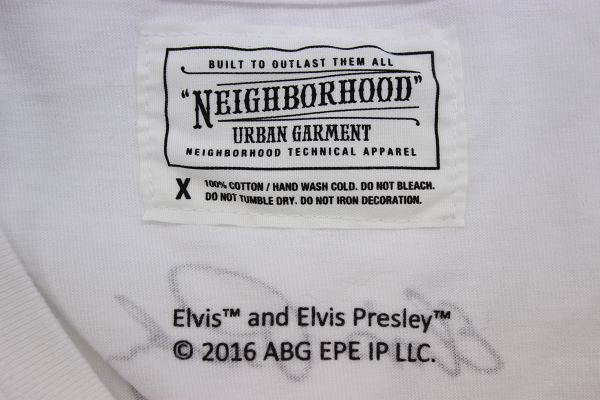 BUILT TO OUTLAST THEM ALL
"NEIGHBORHOOD"
URBAN GARMENT
NEIGHBORHOOD TECHNICAL APPAREL
X 100% COTTON / HAND WASH COLD. DO NOT BLEACH.
DO NOT TUMBLE DRY. DO NOT IRON DECORATION.
Elvis™ and Elvis Presley™
© 2016 ABG EPE IP LLC.